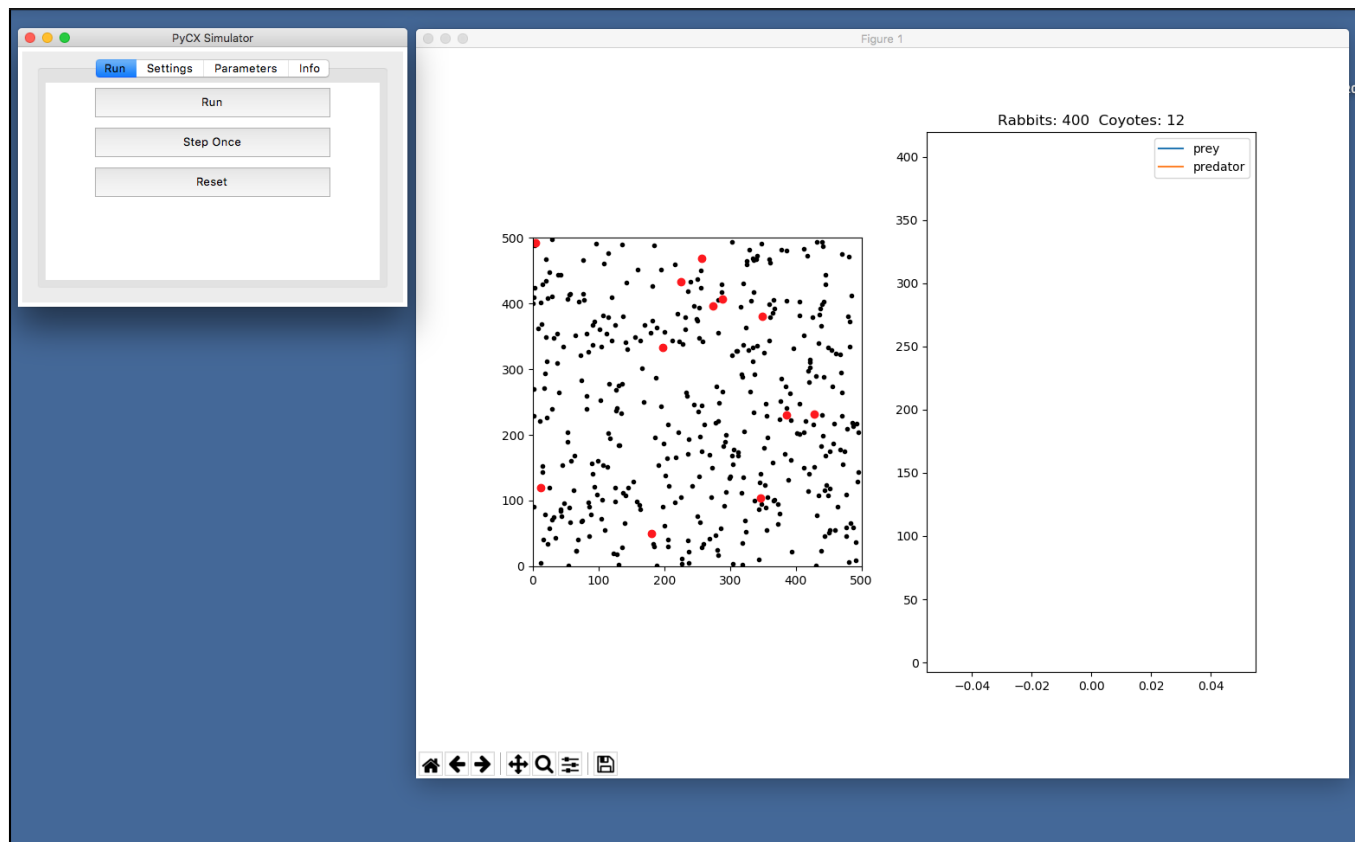 PyCX Simulator
Run Settings Parameters Info
Run
Step Once
Reset
Figure 1
500
400
300
200
100
0
0 100 200 300 400 500
Rabbits: 400 Coyotes: 12
prey
predator
400
350
300
250
200
150
100
50
0
−0.04 −0.02 0.00 0.02 0.04